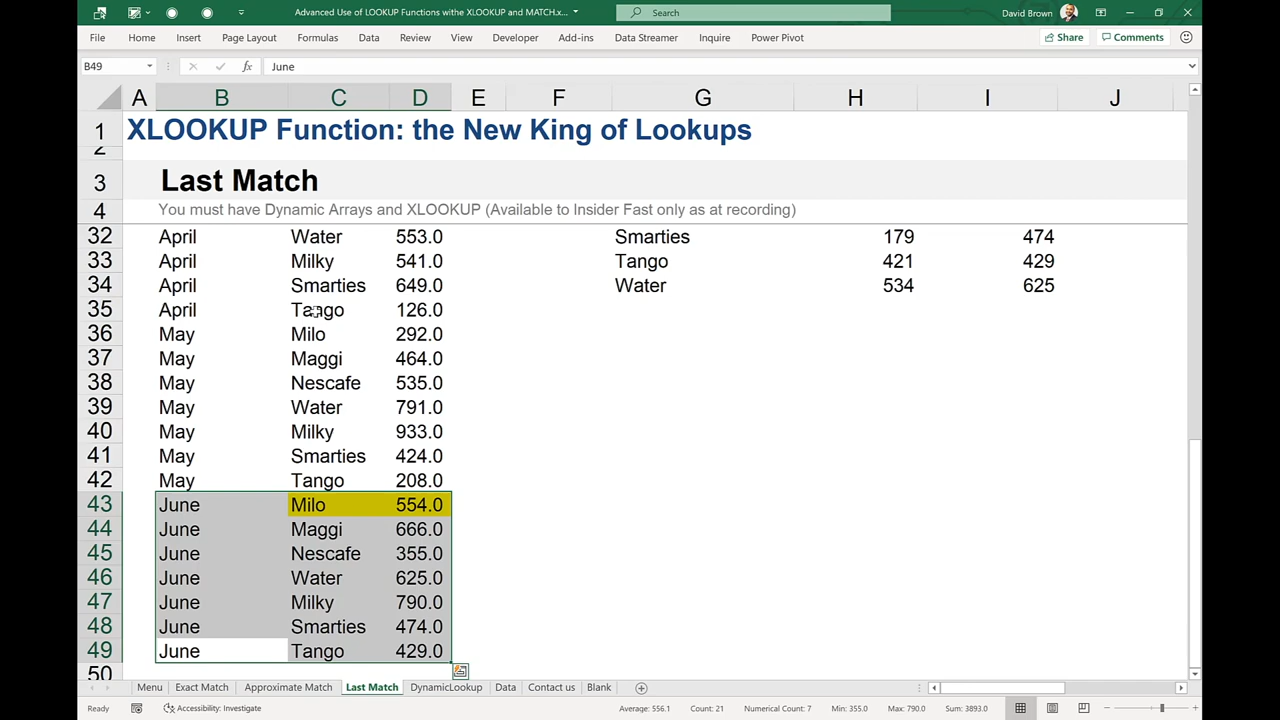 Advanced Use of LOOKUP Functions withe XLOOKUP and MATCH.x...
Search
David Brown
File Home Insert Page Layout Formulas Data Review View Developer Add-ins Data Streamer Inquire Power Pivot Share Comments
B49 fx June
A B C D E F G H I J
1 XLOOKUP Function: the New King of Lookups
2
3 Last Match
4 You must have Dynamic Arrays and XLOOKUP (Available to Insider Fast only as at recording)
32 April Water 553.0 Smarties 179 474
33 April Milky 541.0 Tango 421 429
34 April Smarties 649.0 Water 534 625
35 April Tango 126.0
36 May Milo 292.0
37 May Maggi 464.0
38 May Nescafe 535.0
39 May Water 791.0
40 May Milky 933.0
41 May Smarties 424.0
42 May Tango 208.0
43 June Milo 554.0
44 June Maggi 666.0
45 June Nescafe 355.0
46 June Water 625.0
47 June Milky 790.0
48 June Smarties 474.0
49 June Tango 429.0
50
Menu Exact Match Approximate Match Last Match DynamicLookup Data Contact us Blank
Ready Accessibility: Investigate Average: 556.1 Count: 21 Numerical Count: 7 Min: 355.0 Max: 790.0 Sum: 3893.0